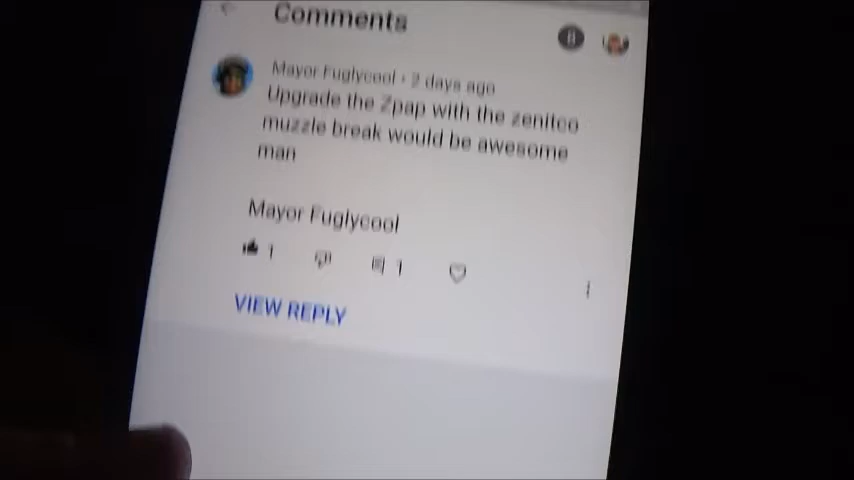 Comments
8
Mayor Fuglycool • 2 days ago
Upgrade the Zpap with the zenitco
muzzle break would be awesome
man
Mayor Fuglycool
1
1
VIEW REPLY